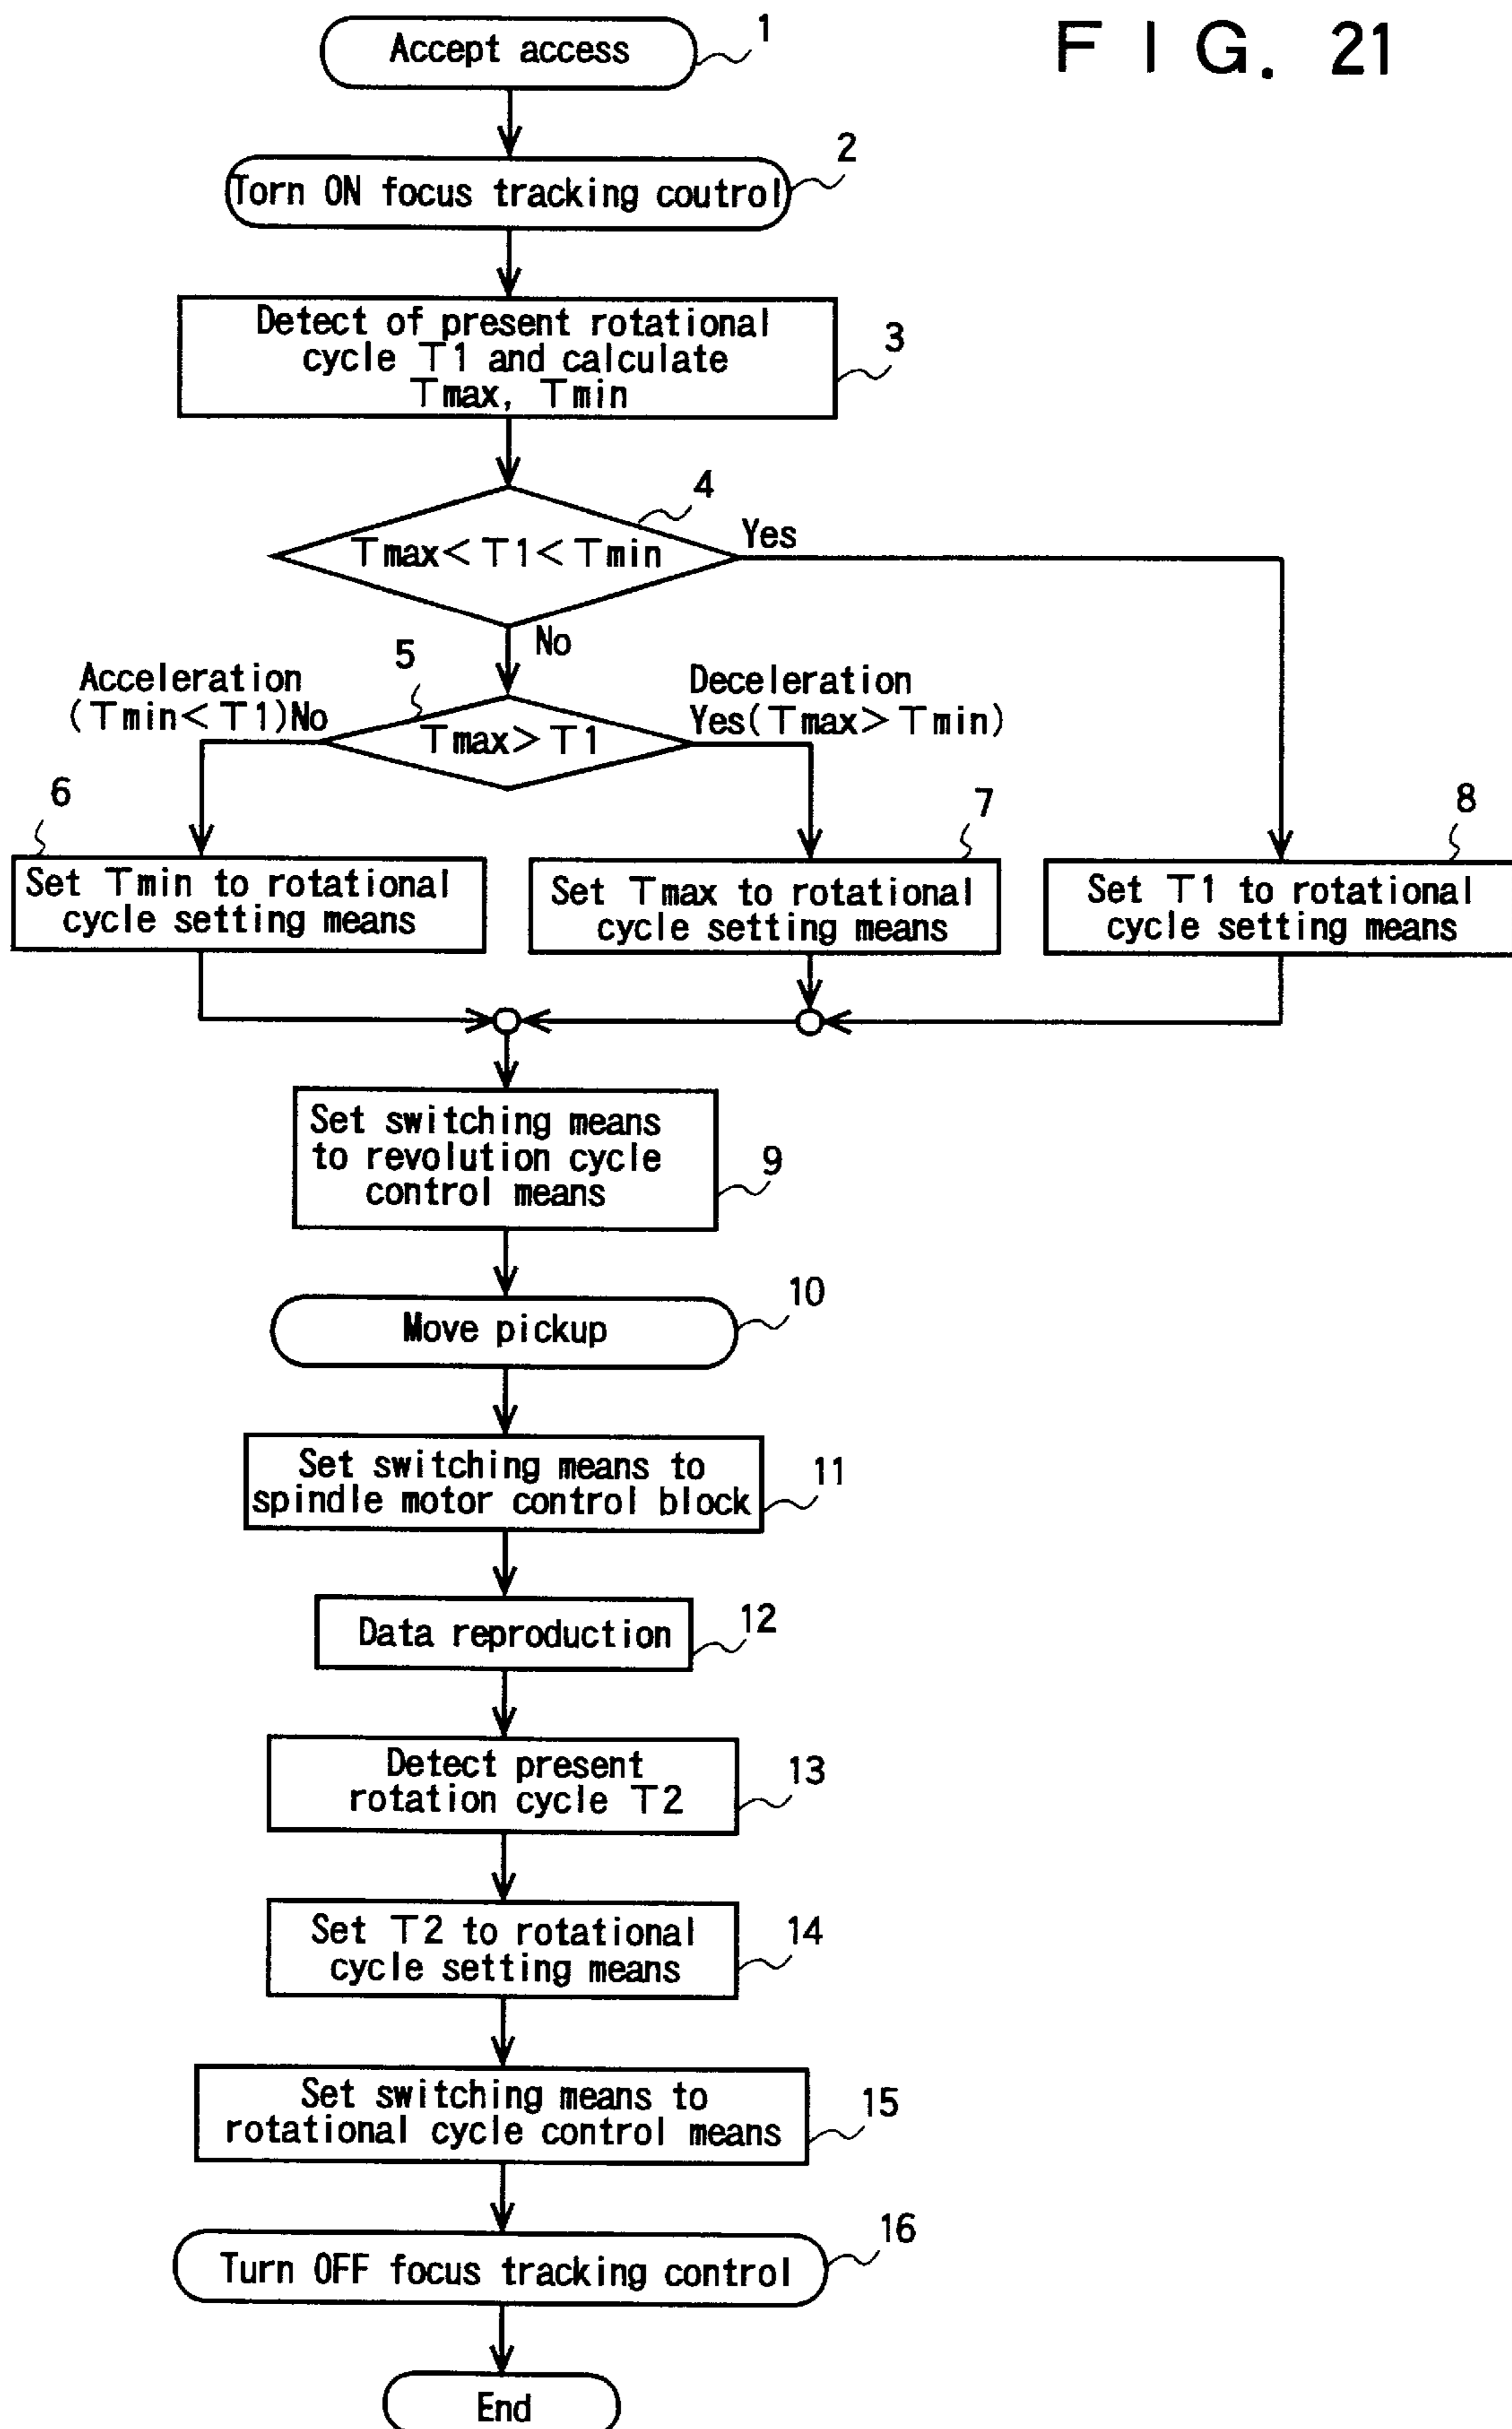 FIG. 21
Accept access
1
Torn ON focus tracking coutrol
2
Detect of present rotational
cycle T1 and calculate
Tmax, Tmin
3
4
Tmax<T1<Tmin
Yes
No
5
Acceleration
(Tmin<T1)No
Tmax>T1
Deceleration
Yes(Tmax>Tmin)
6
Set Tmin to rotational
cycle setting means
7
Set Tmax to rotational
cycle setting means
8
Set T1 to rotational
cycle setting means
Set switching means
to revolution cycle
control means
9
Move pickup
10
Set switching means to
spindle motor control block
11
Data reproduction
12
Detect present
rotation cycle T2
13
Set T2 to rotational
cycle setting means
14
Set switching means to
rotational cycle control means
15
Turn OFF focus tracking control
16
End